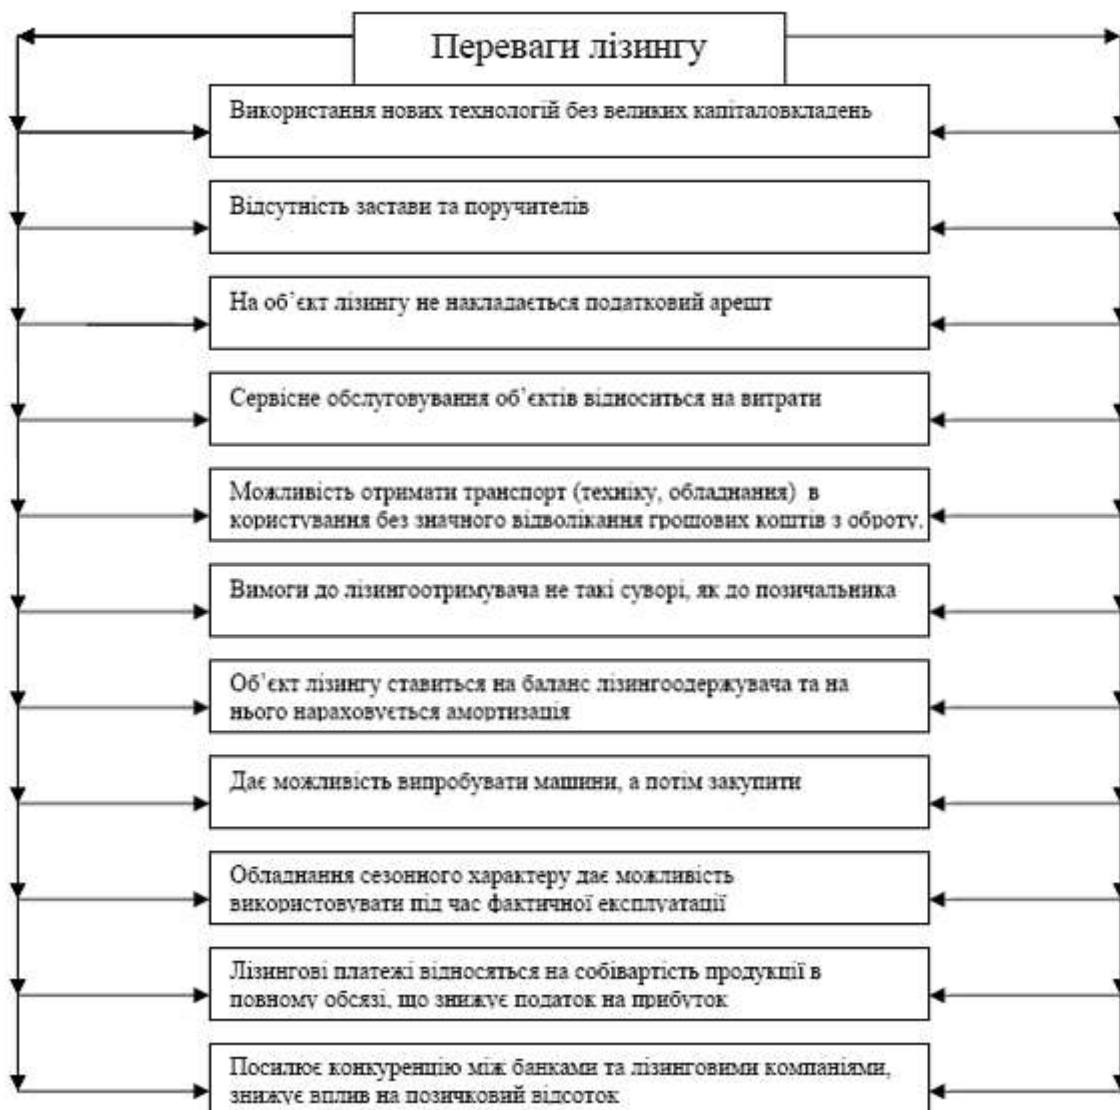 Переваги лізингу
Використання нових технологій без великих капіталовкладень
Відсутність застави та поручителів
На об’єкт лізингу не накладається податковий арешт
Сервісне обслуговування об’єктів відноситься на витрати
Можливість отримати транспорт (техніку, обладнання) в
користування без значного відволікання грошових коштів з оброту.
Вимоги до лізингоотримувача не такі суворі, як до позичальника
Об’єкт лізингу ставиться на баланс лізингоодержувача та на
нього нараховується амортизація
Дає можливість випробувати машини, а потім закупити
Обладнання сезонного характеру дає можливість
використовувати під час фактичної експлуатації
Лізингові платежі відносяться на собівартість продукції в
повному обсязі, що знижує податок на прибуток
Посилює конкуренцію між банками та лізинговими компаніями,
знижує вплив на позичковий відсоток